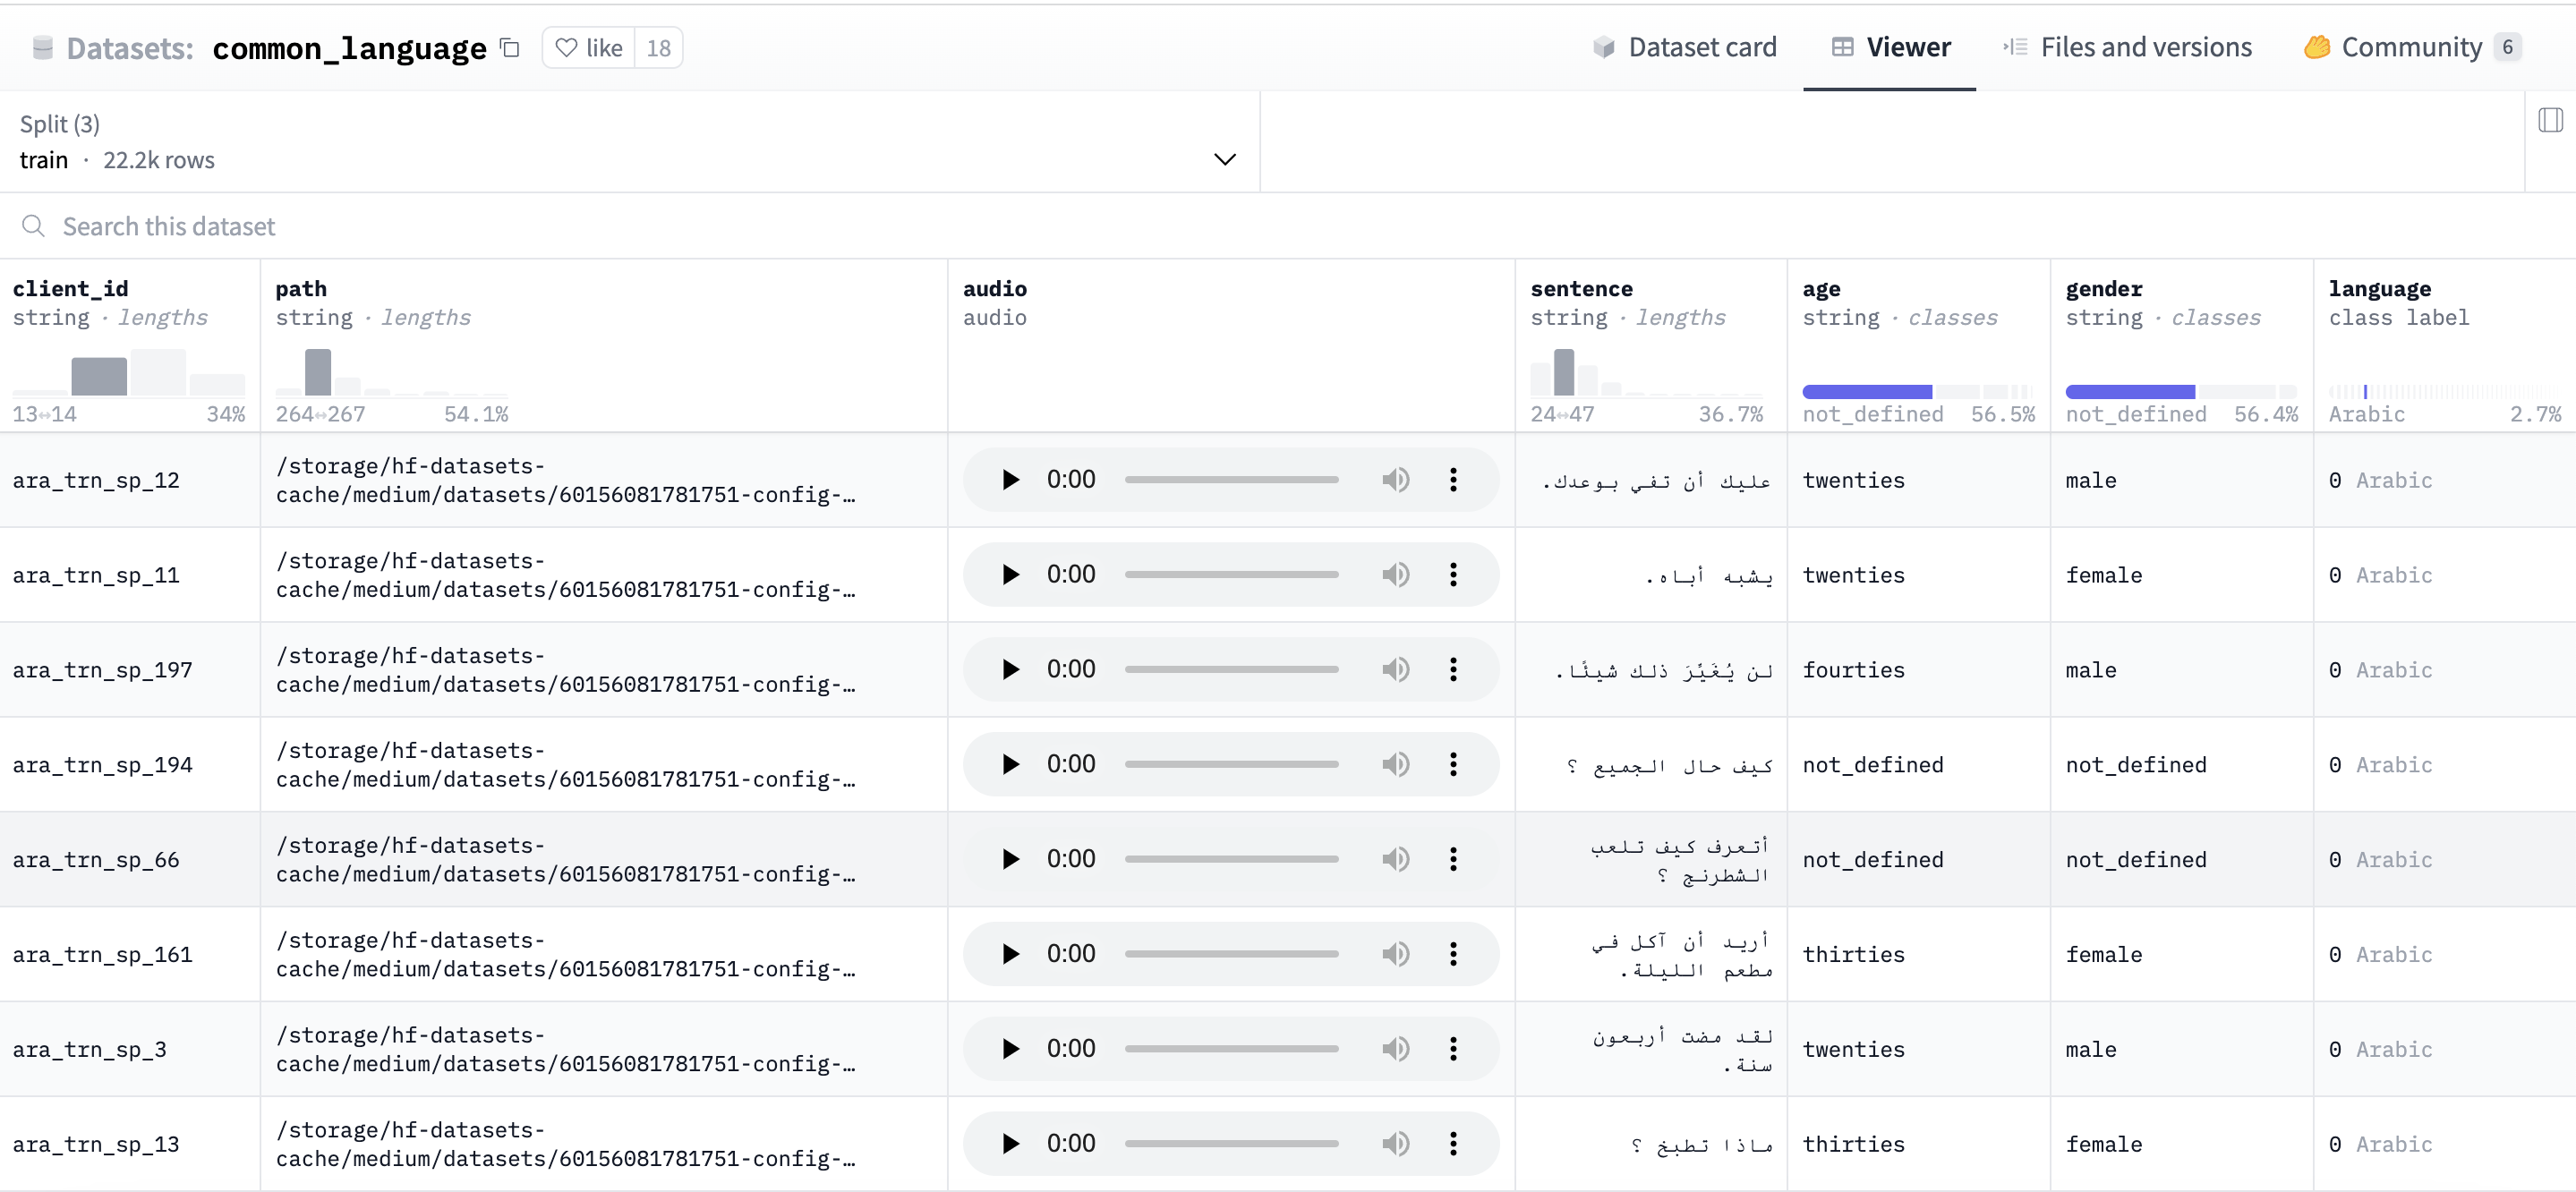 Datasets: common_language like 18 Dataset card Viewer Files and versions Community 6
Split (3)
train · 22.2k rows
Search this dataset
client_id path audio sentence age gender language
string · lengths string · lengths audio string · lengths string · classes string · classes class label
13↔14 34% 264↔267 54.1% 24↔47 36.7% not_defined 56.5% not_defined 56.4% Arabic 2.7%
ara_trn_sp_12
/storage/hf-datasets-
cache/medium/datasets/60156081781751-config-…
0:00
عليك أن تفي بوعدك.
twenties
male
0 Arabic
ara_trn_sp_11
/storage/hf-datasets-
cache/medium/datasets/60156081781751-config-…
0:00
يشبه أباه.
twenties
female
0 Arabic
ara_trn_sp_197
/storage/hf-datasets-
cache/medium/datasets/60156081781751-config-…
0:00
لن يُغَيَّرَ ذلك شيئًا.
fourties
male
0 Arabic
ara_trn_sp_194
/storage/hf-datasets-
cache/medium/datasets/60156081781751-config-…
0:00
كيف حال الجميع ؟
not_defined
not_defined
0 Arabic
ara_trn_sp_66
/storage/hf-datasets-
cache/medium/datasets/60156081781751-config-…
0:00
أتعرف كيف تلعب
الشطرنج ؟
not_defined
not_defined
0 Arabic
ara_trn_sp_161
/storage/hf-datasets-
cache/medium/datasets/60156081781751-config-…
0:00
أريد أن آكل في
مطعم الليلة.
thirties
female
0 Arabic
ara_trn_sp_3
/storage/hf-datasets-
cache/medium/datasets/60156081781751-config-…
0:00
لقد مضت أربعون
سنة.
twenties
male
0 Arabic
ara_trn_sp_13
/storage/hf-datasets-
cache/medium/datasets/60156081781751-config-…
0:00
ماذا تطبخ ؟
thirties
female
0 Arabic